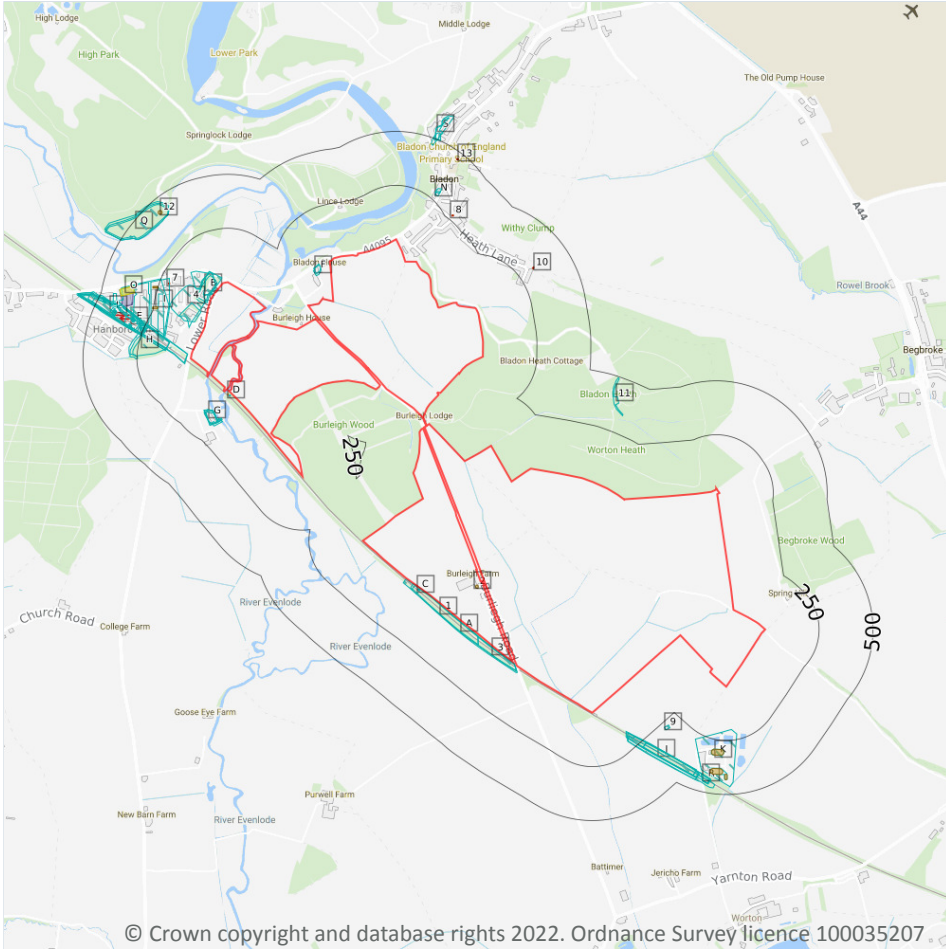 High Lodge
Middle Lodge
High Park
Lower Park
The Old Pump House
Springlock Lodge
S
Bladon Church of England
Primary School
13
Bladon
N
A44
Lince Lodge
12
Q
8
Withy Clump
Heath Lane
A4095
Bladon House
10
Rowel Brook
7
O
4
Lower R
Burleigh House
H
Begbroke
Bladon Heath Cottage
D
11
G
Burleigh Lodge
Burleigh Wood
250
Worton Heath
Begbroke Wood
Burleigh Farm
C
Spring
250
River Evenlode
1
Burleigh Road
Church Road
College Farm
A
500
River Evenlode
3
Goose Eye Farm
9
K
R
Purwell Farm
New Barn Farm
River Evenlode
Battimer
Jericho Farm
Yarnton Road
Worton
© Crown copyright and database rights 2022. Ordnance Survey licence 100035207